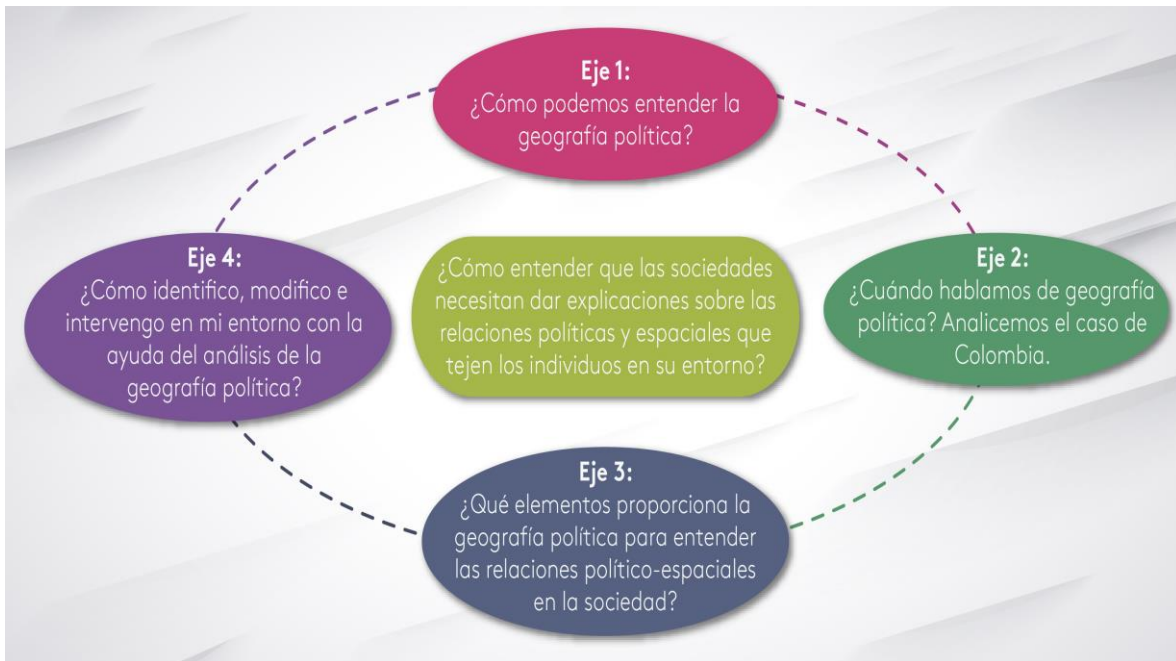 Eje 1:
¿Cómo podemos entender la
geografía política?
Eje 4:
¿Cómo identifico, modifico e
intervengo en mi entorno con la
ayuda del análisis de la
geografía política?
¿Cómo entender que las sociedades
necesitan dar explicaciones sobre las
relaciones políticas y espaciales que
tejen los individuos en su entorno?
Eje 2:
¿Cuándo hablamos de geografía
política? Analicemos el caso de
Colombia.
Eje 3:
¿Qué elementos proporciona la
geografía política para entender
las relaciones político-espaciales
en la sociedad?